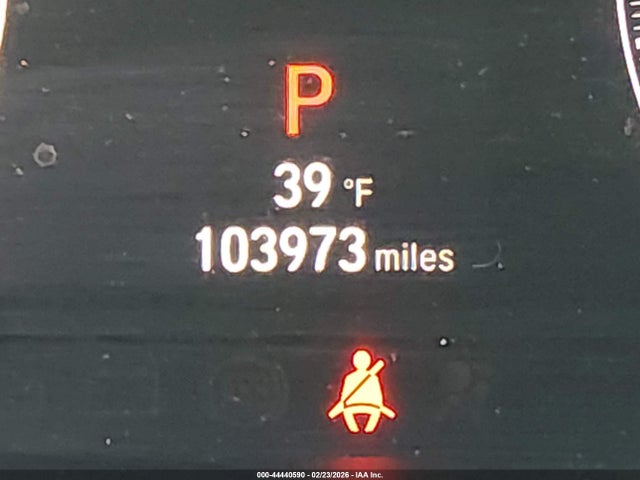 P
39 °F
103973 miles
000-44440590 - 02/23/2026 - IAA Inc.